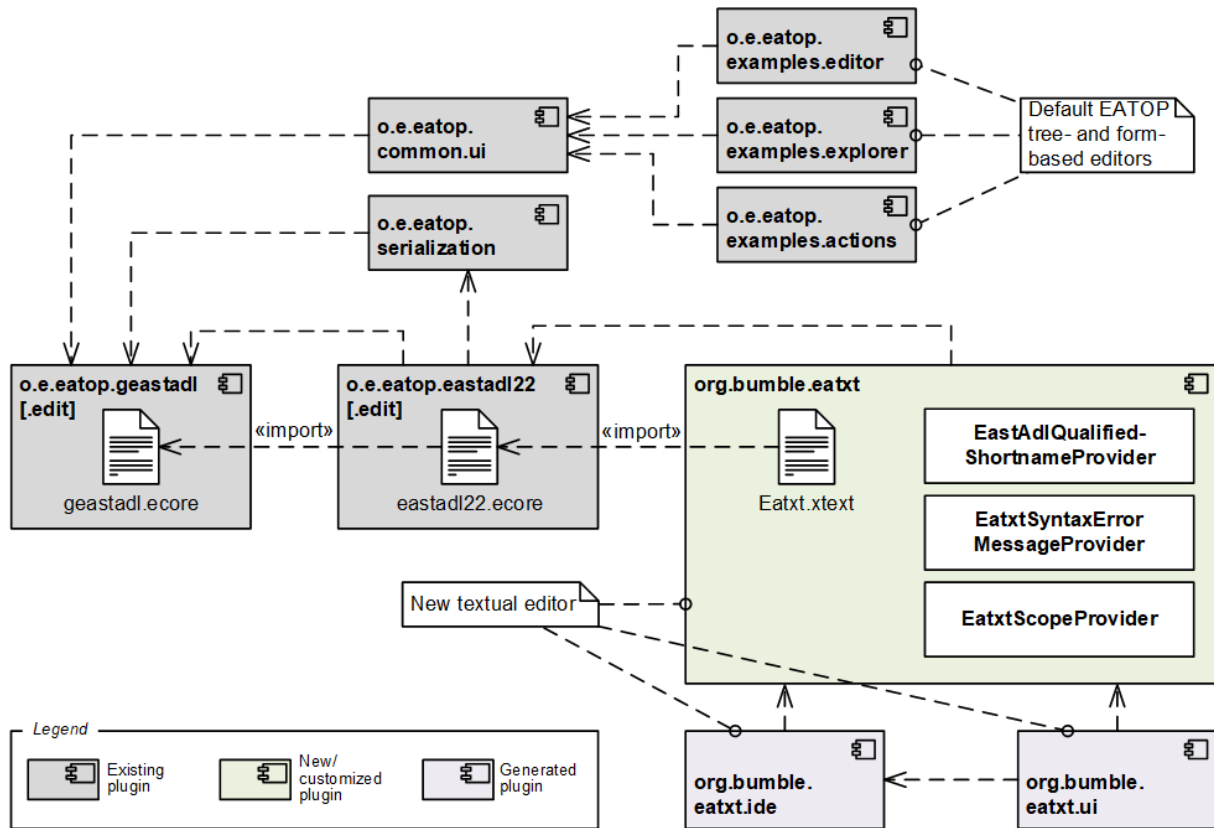 o.e.eatop.
examples.editor
o.e.eatop.
common.ui
o.e.eatop.
examples.explorer
Default EATOP
tree- and form-
based editors
o.e.eatop.
serialization
o.e.eatop.
examples.actions
o.e.eatop.geastadl
[.edit]
geastadl.ecore
«import»
o.e.eatop.eastadl22
[.edit]
eastadl22.ecore
«import»
org.bumble.eatxt
Eatxt.xtext
EastAdlQualified-
ShortnameProvider
EatxtSyntaxError
MessageProvider
EatxtScopeProvider
New textual editor
Legend
Existing
plugin
New/
customized
plugin
Generated
plugin
org.bumble.
eatxt.ide
org.bumble.
eatxt.ui